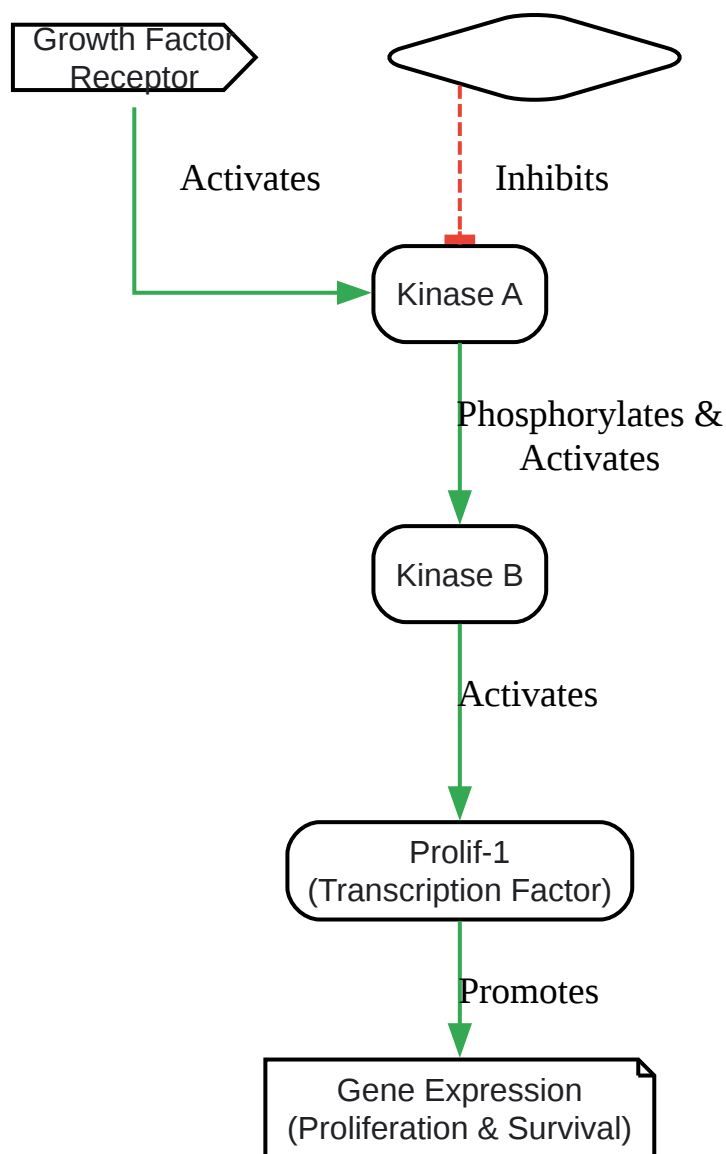 Growth Factor
Receptor
Activates
Inhibits
Kinase A
Phosphorylates &
Activates
Kinase B
Activates
Prolif-1
(Transcription Factor)
Promotes
Gene Expression
(Proliferation & Survival)